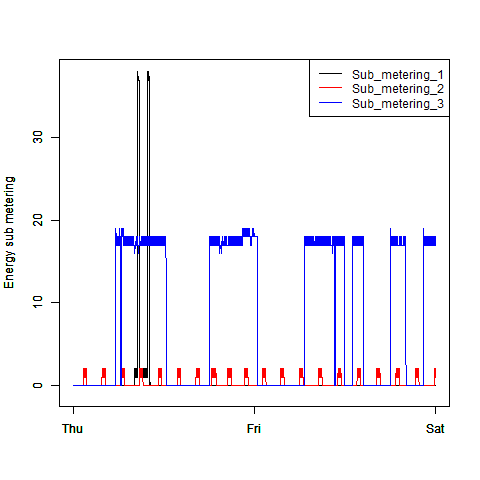 Sub_metering_1
Sub_metering_2
Sub_metering_3
Energy sub metering
30
20
10
0
Thu Fri Sat